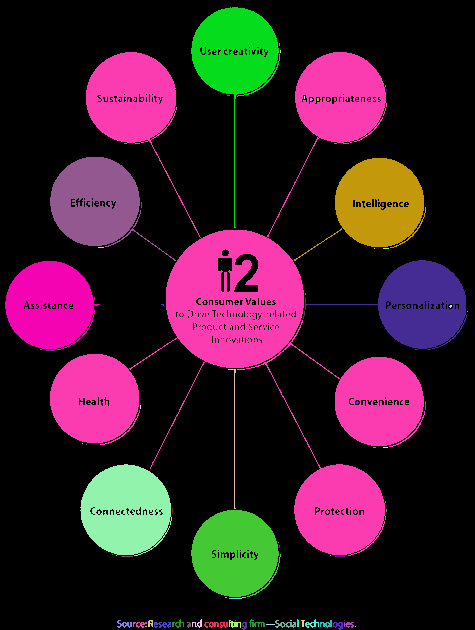 User creativity
Sustainability
Appropriateness
Efficiency
Intelligence
2
Consumer Values
to Drive Technology-related
Product and Service
Innovations
Assistance
Personalization
Health
Convenience
Connectedness
Protection
Simplicity
Source:Research and consulting firm—Social Technologies.